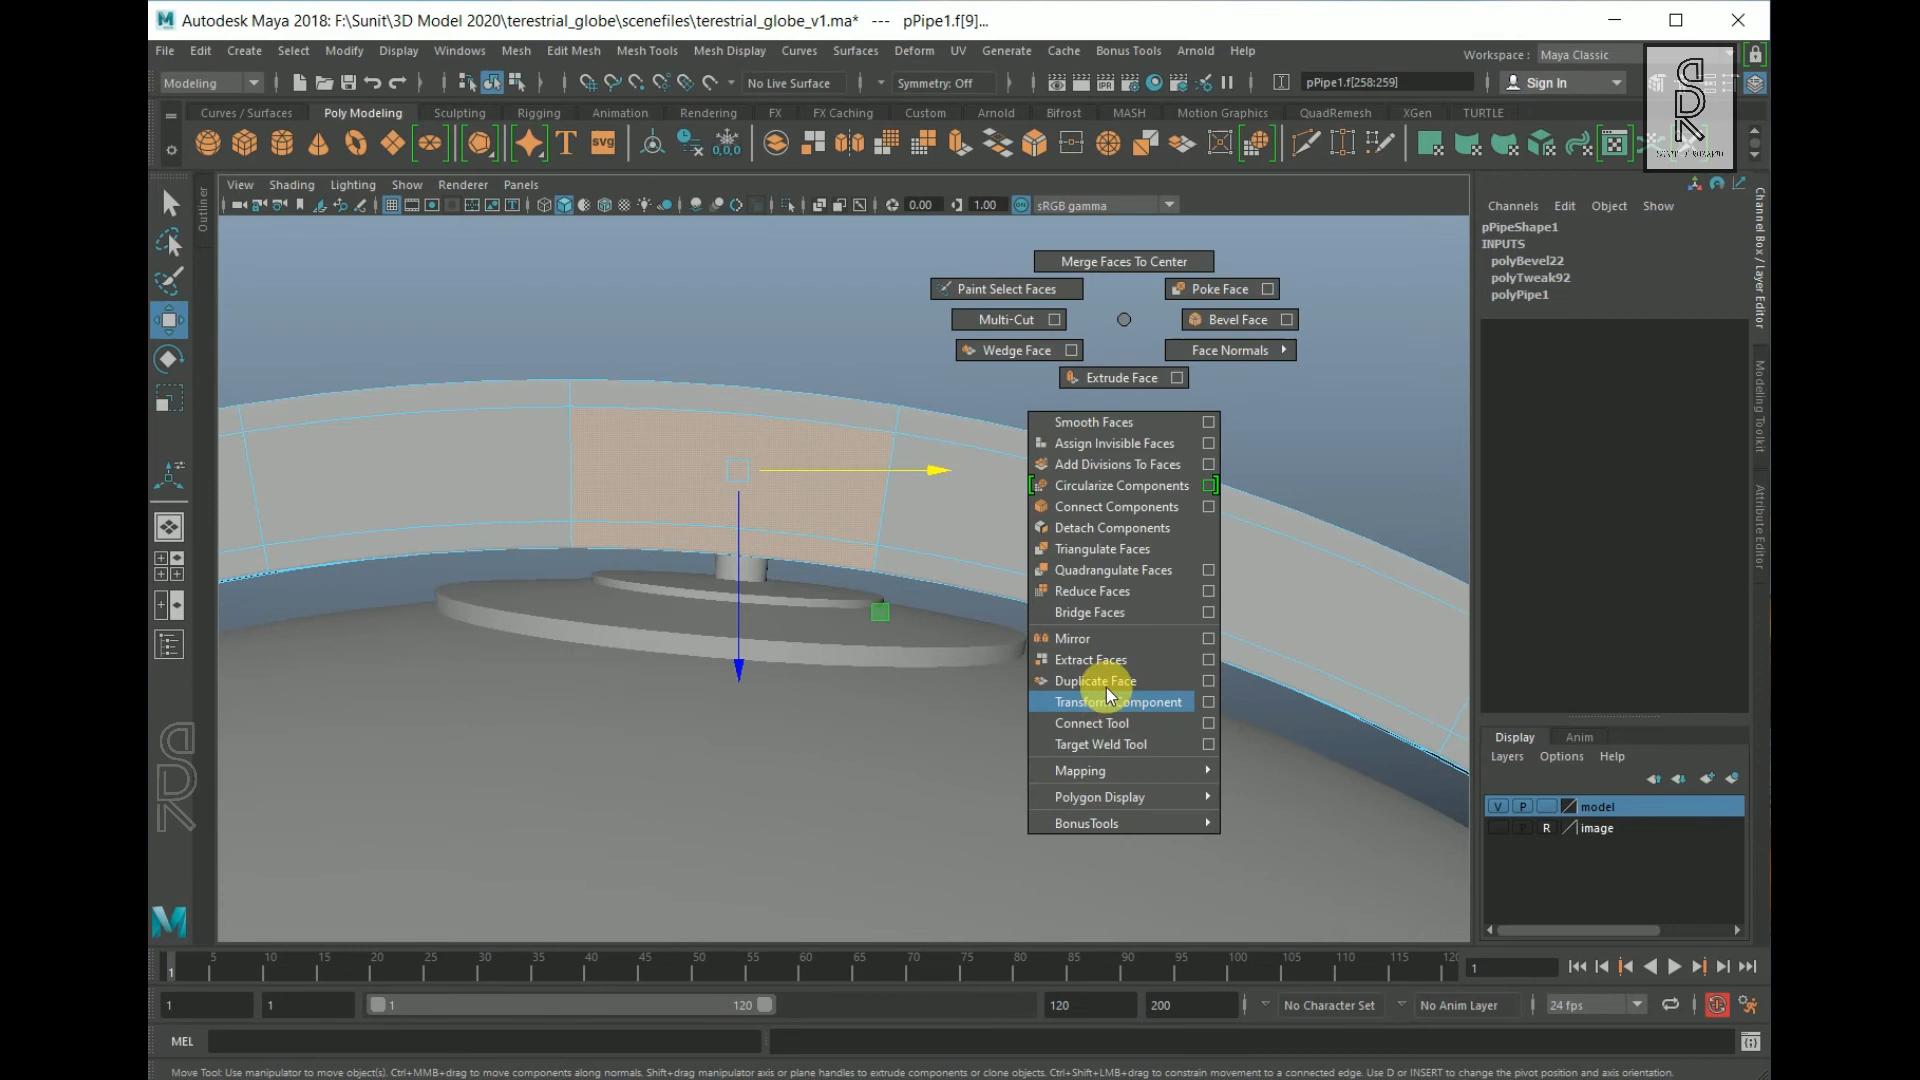 Autodesk Maya 2018: F:\Sunit\3D Model 2020\terestrial_globe\scenefiles\terestrial_globe_v1.ma* --- pPipe1.f[9]...
File Edit Create Select Modify Display Windows Mesh Edit Mesh Mesh Tools Mesh Display Curves Surfaces Deform UV Generate Cache Bonus Tools Arnold Help
Workspace : Maya Classic
Modeling No Live Surface Symmetry: Off pPipe1.f[258:259] Sign In
Curves / Surfaces Poly Modeling Sculpting Rigging Animation Rendering FX FX Caching Custom Arnold Bifrost MASH Motion Graphics QuadRemesh XGen TURTLE
SDR
View Shading Lighting Show Renderer Panels
0.00 1.00 sRGB gamma
Outliner
Channels Edit Object Show
pPipeShape1
INPUTS
polyBevel22
polyTweak92
polyPipe1
Channel Box / Layer Editor
Modeling Toolkit
Attribute Editor
Merge Faces To Center
Paint Select Faces Poke Face
Multi-Cut Bevel Face
Wedge Face Face Normals
Extrude Face
Smooth Faces
Assign Invisible Faces
Add Divisions To Faces
Circularize Components
Connect Components
Detach Components
Triangulate Faces
Quadrangulate Faces
Reduce Faces
Bridge Faces
Mirror
Extract Faces
Duplicate Face
Transform Component
Connect Tool
Target Weld Tool
Mapping
Polygon Display
BonusTools
SDR
Display Anim
Layers Options Help
V P model
P R image
1 5 10 15 20 25 30 35 40 45 50 55 60 65 70 75 80 85 90 95 100 105 110 115 120 1
1 1 1 120 120 200 No Character Set No Anim Layer 24 fps
MEL
Move Tool: Use manipulator to move object(s). Ctrl+MMB+drag to move components along normals. Shift+drag manipulator axis or plane handles to extrude components or clone objects. Ctrl+Shift+LMB+drag to constrain movement to a connected edge. Use D or INSERT to change the pivot position and axis orientation.